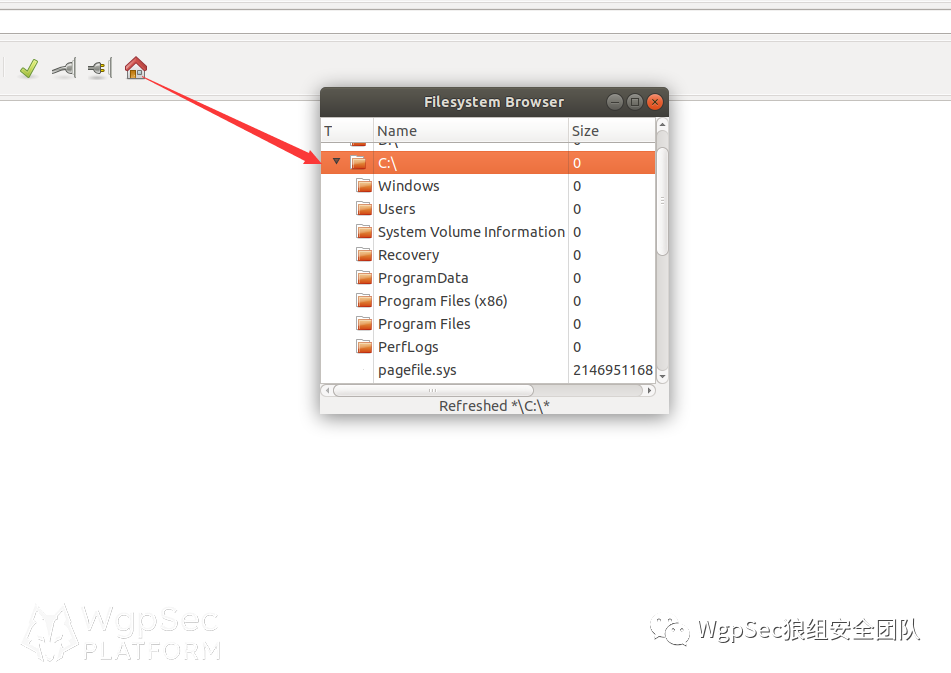 Filesystem Browser
T Name Size
D:\ 0
C:\ 0
Windows 0
Users 0
System Volume Information 0
Recovery 0
ProgramData 0
Program Files (x86) 0
Program Files 0
PerfLogs 0
pagefile.sys 2146951168
Refreshed *\C:\*
WgpSec
PLATFORM
WgpSec狼组安全团队